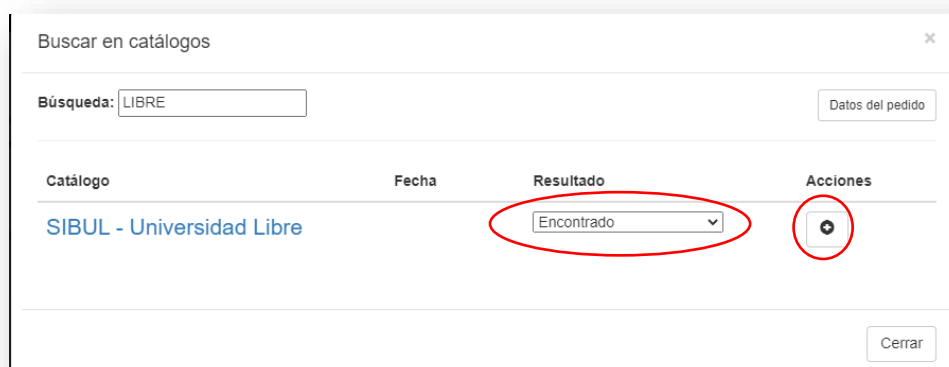 Buscar en catálogos ×
Búsqueda: LIBRE Datos del pedido
Catálogo Fecha Resultado Acciones
SIBUL - Universidad Libre Encontrado
Cerrar